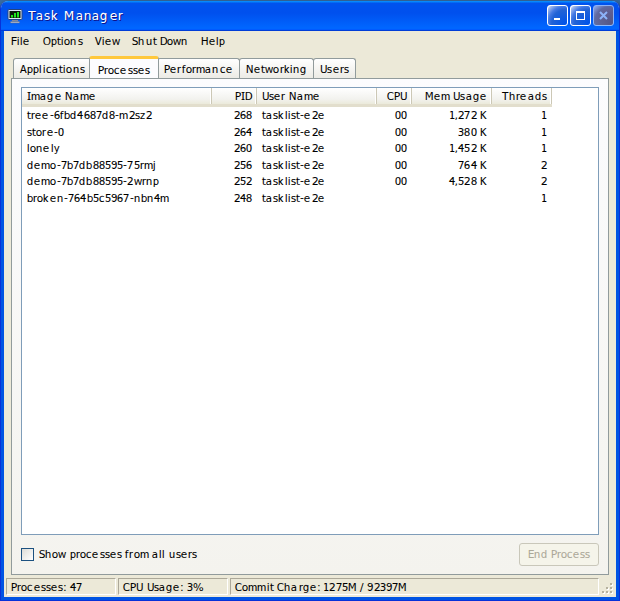 Task Manager
File Options View Shut Down Help
Applications Processes Performance Networking Users
Image Name PID User Name CPU Mem Usage Threads
tree-6fbd4687d8-m2sz2 268 tasklist-e2e 00 1,272 K 1
store-0 264 tasklist-e2e 00 380 K 1
lonely 260 tasklist-e2e 00 1,452 K 1
demo-7b7db88595-75rmj 256 tasklist-e2e 00 764 K 2
demo-7b7db88595-2wrnp 252 tasklist-e2e 00 4,528 K 2
broken-764b5c5967-nbn4m 248 tasklist-e2e 1
Show processes from all users End Process
Processes: 47 CPU Usage: 3% Commit Charge: 1275M / 92397M